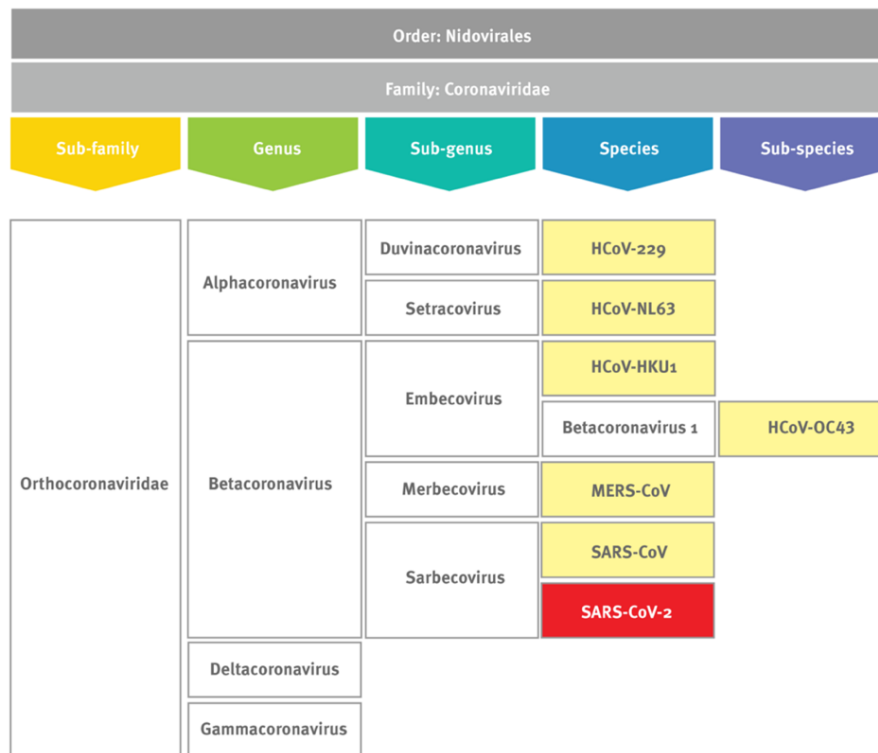 Order: Nidovirales
Family: Coronaviridae
Sub-family
Genus
Sub-genus
Species
Sub-species
Orthocoronaviridae
Alphacoronavirus
Duvinacoronavirus
HCoV-229
Setracovirus
HCoV-NL63
Betacoronavirus
Embecovirus
HCoV-HKU1
Betacoronavirus 1
HCoV-OC43
Merbecovirus
MERS-CoV
Sarbecovirus
SARS-CoV
SARS-CoV-2
Deltacoronavirus
Gammacoronavirus